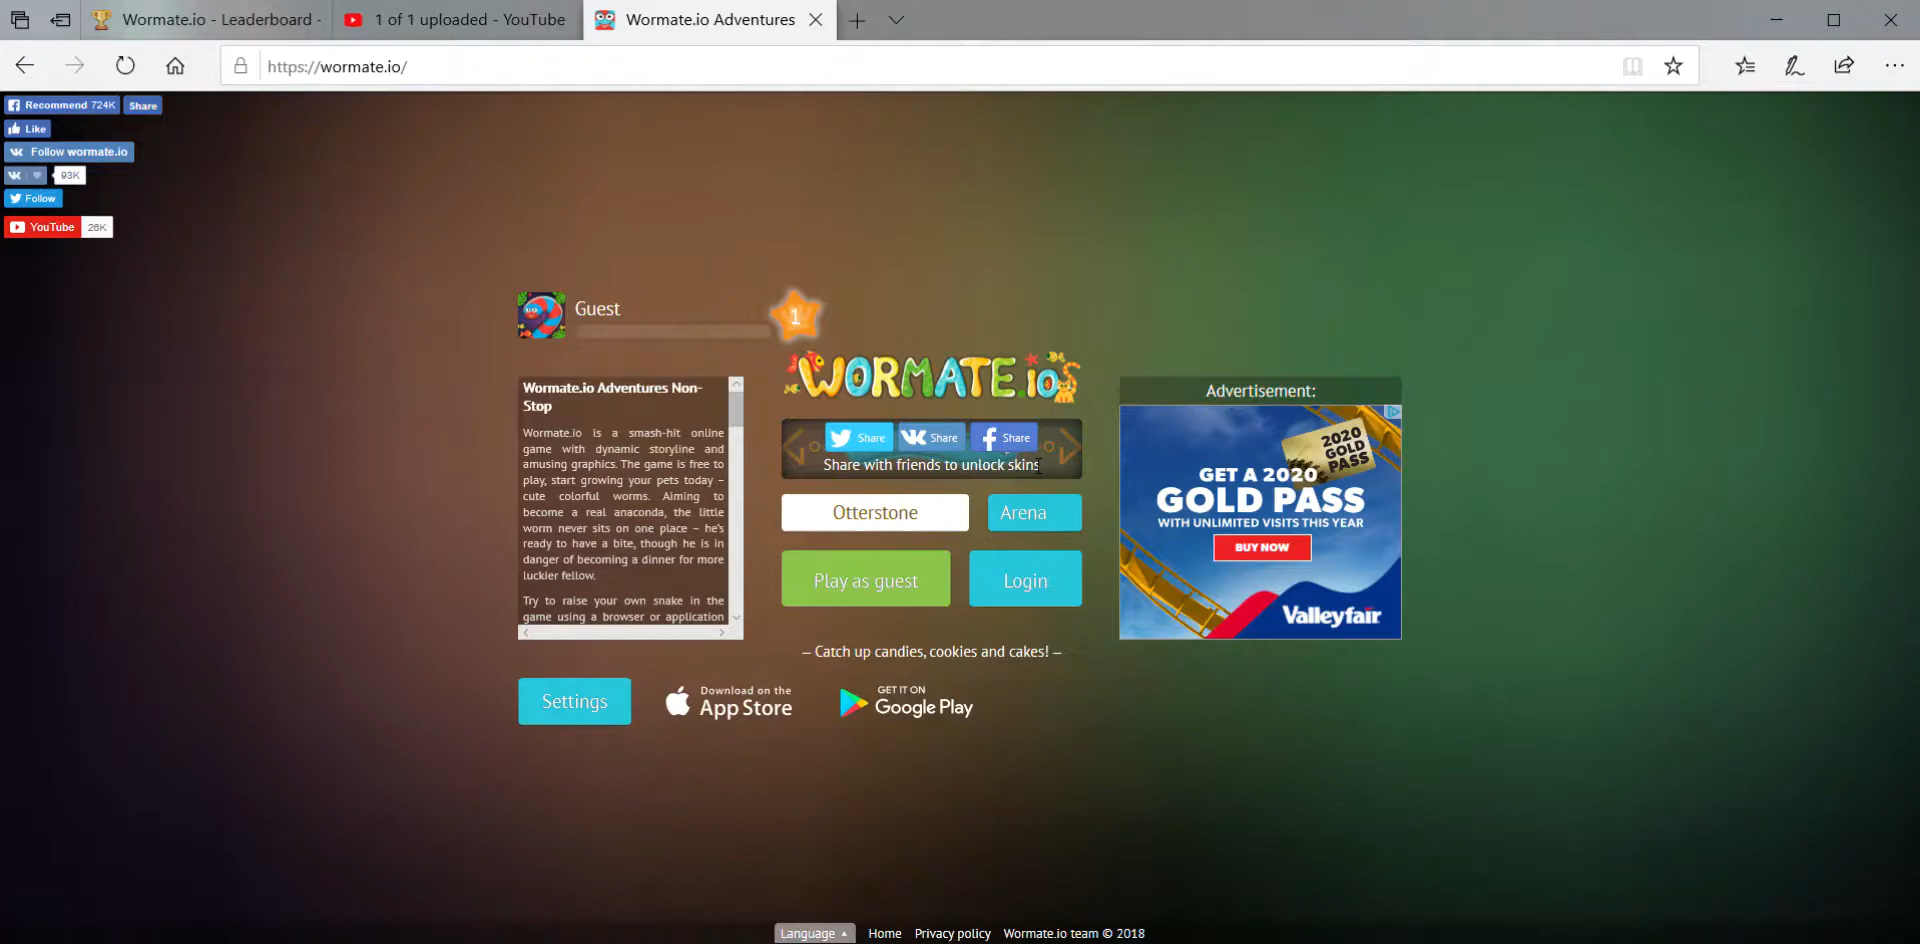 Wormate.io - Leaderboard -
1 of 1 uploaded - YouTube
Wormate.io Adventures
https://wormate.io/
Recommend 724K
Share
Like
Follow wormate.io
93K
Follow
YouTube 26K
Guest
1
Wormate.io Adventures Non-
Stop
Wormate.io is a smash-hit online
game with dynamic storyline and
amusing graphics. The game is free to
play, start growing your pets today –
cute colorful worms. Aiming to
become a real anaconda, the little
worm never sits on one place – he's
ready to have a bite, though he is in
danger of becoming a dinner for more
luckier fellow.
Try to raise your own snake in the
game using a browser or application
WORMATE.io
Share
Share
Share
Share with friends to unlock skins
Otterstone
Arena
Play as guest
Login
– Catch up candies, cookies and cakes! –
Advertisement:
2020
GOLD
PASS
GET A 2020
GOLD PASS
WITH UNLIMITED VISITS THIS YEAR
BUY NOW
Valleyfair
Settings
Download on the
App Store
GET IT ON
Google Play
Language
Home
Privacy policy
Wormate.io team © 2018